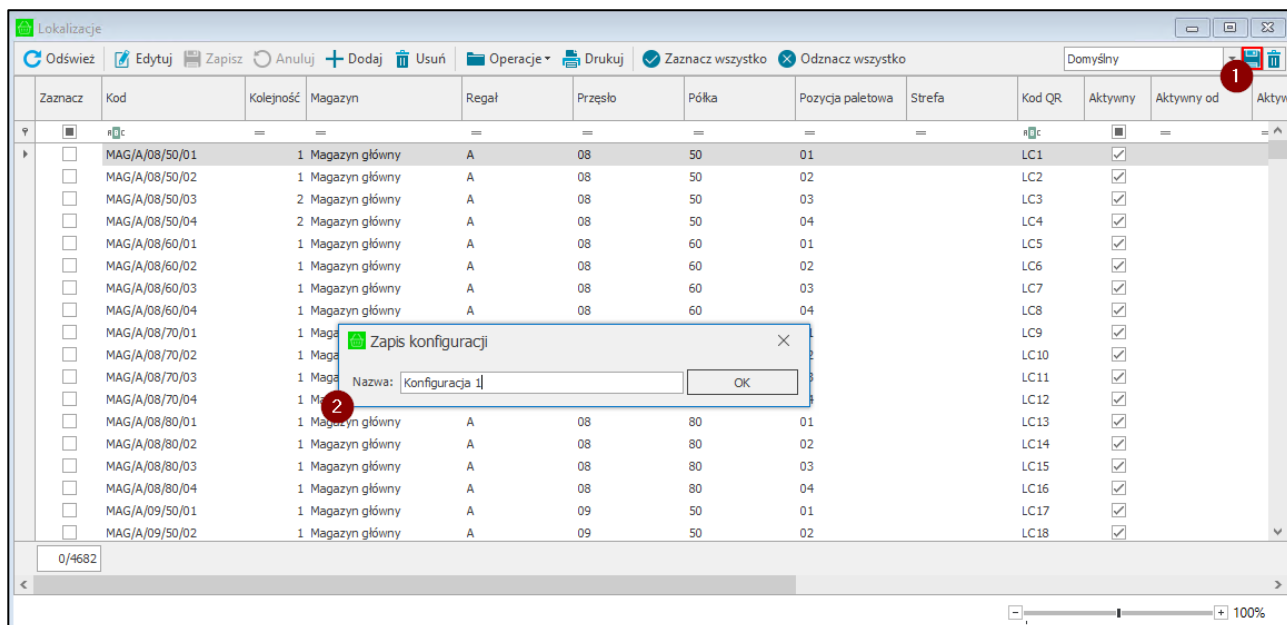 Lokalizacje
Odśwież Edytuj Zapisz Anuluj Dodaj Usuń Operacje Drukuj Zaznacz wszystko Odznacz wszystko Domyślny
1
Zaznacz Kod Kolejność Magazyn Regał Przęsło Półka Pozycja paletowa Strefa Kod QR Aktywny Aktywny od Aktyw
MAG/A/08/50/01 1 Magazyn główny A 08 50 01 LC1
MAG/A/08/50/02 1 Magazyn główny A 08 50 02 LC2
MAG/A/08/50/03 2 Magazyn główny A 08 50 03 LC3
MAG/A/08/50/04 2 Magazyn główny A 08 50 04 LC4
MAG/A/08/60/01 1 Magazyn główny A 08 60 01 LC5
MAG/A/08/60/02 1 Magazyn główny A 08 60 02 LC6
MAG/A/08/60/03 1 Magazyn główny A 08 60 03 LC7
MAG/A/08/60/04 1 Magazyn główny A 08 60 04 LC8
MAG/A/08/70/01 1 Maga LC9
MAG/A/08/70/02 1 Maga LC10
MAG/A/08/70/03 1 Maga LC11
MAG/A/08/70/04 1 LC12
Zapis konfiguracji
Nazwa: Konfiguracja 1 OK
2
MAG/A/08/80/01 1 Magazyn główny A 08 80 01 LC13
MAG/A/08/80/02 1 Magazyn główny A 08 80 02 LC14
MAG/A/08/80/03 1 Magazyn główny A 08 80 03 LC15
MAG/A/08/80/04 1 Magazyn główny A 08 80 04 LC16
MAG/A/09/50/01 1 Magazyn główny A 09 50 01 LC17
MAG/A/09/50/02 1 Magazyn główny A 09 50 02 LC18
0/4682
100%